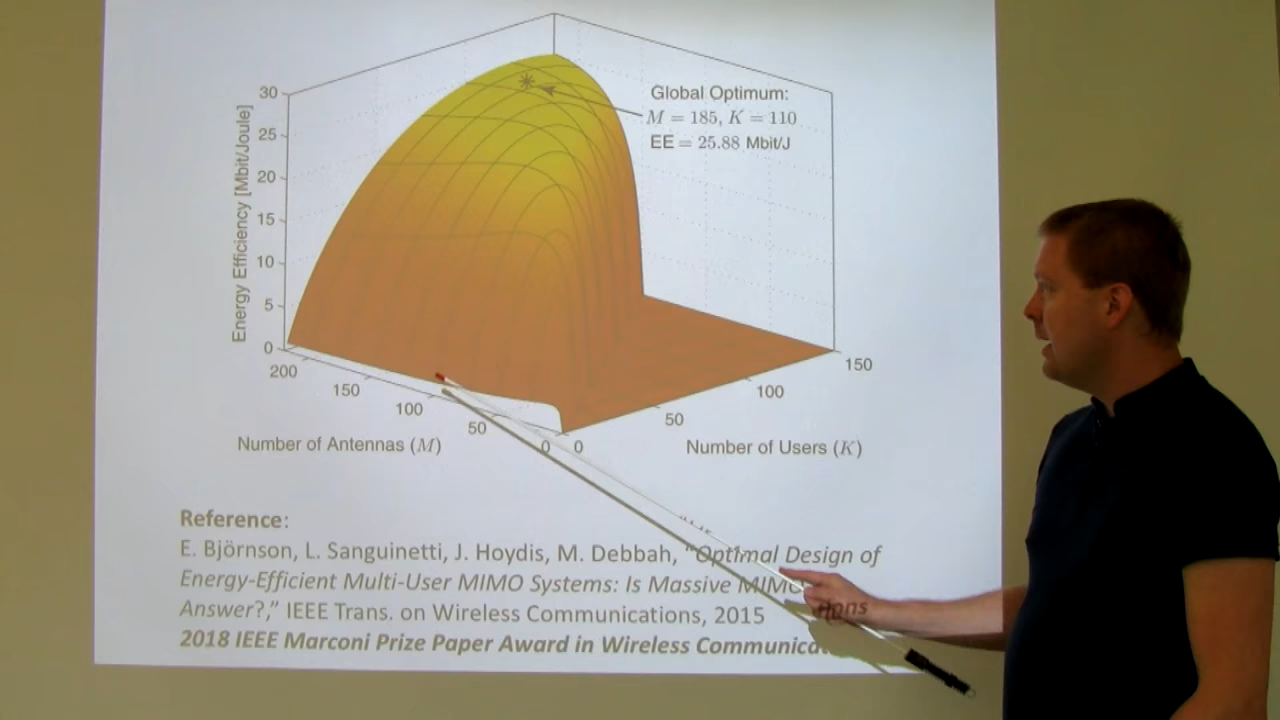 Global Optimum:
M = 185, K = 110
EE = 25.88 Mbit/J
Energy Efficiency [Mbit/Joule]
30
25
20
15
10
5
0
200
150
100
50
0
Number of Antennas (M)
0
50
100
150
Number of Users (K)
Reference:
E. Björnson, L. Sanguinetti, J. Hoydis, M. Debbah, "Optimal Design of
Energy-Efficient Multi-User MIMO Systems: Is Massive MIMO
Answer?," IEEE Trans. on Wireless Communications, 2015
2018 IEEE Marconi Prize Paper Award in Wireless